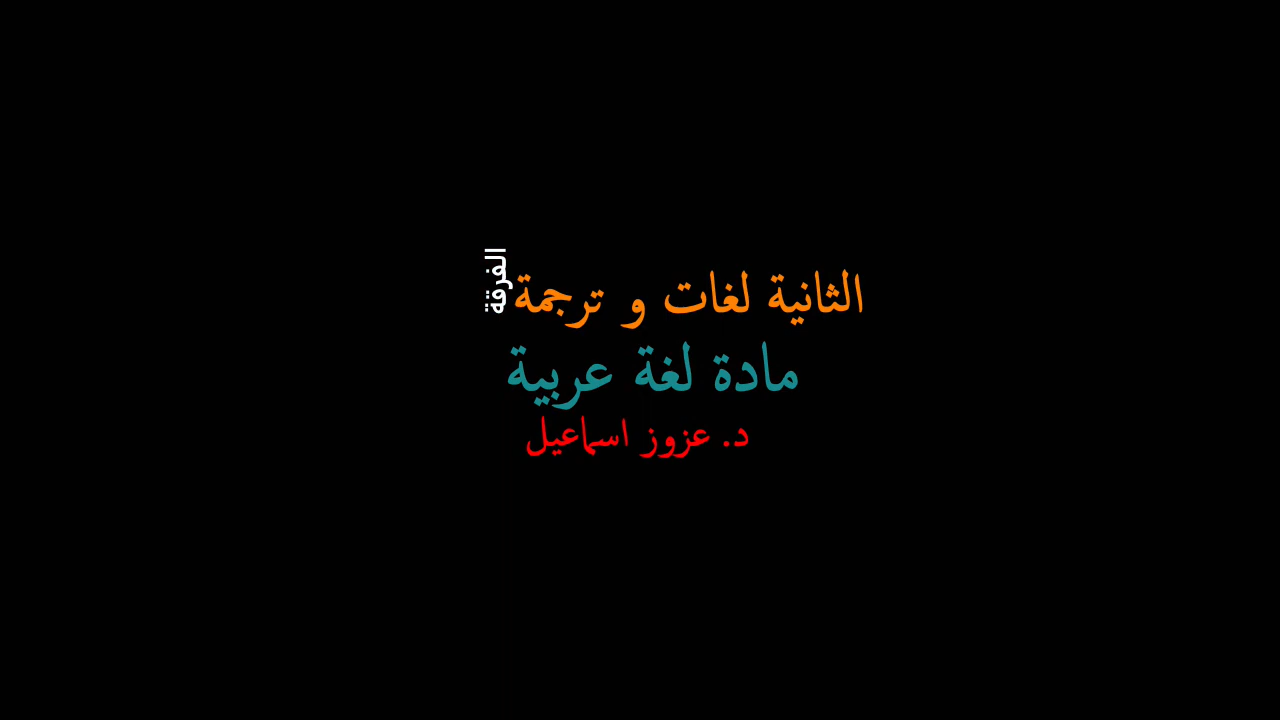 الفرقة
الثانية لغات و ترجمة
مادة لغة عربية
د. عزوز اسماعيل